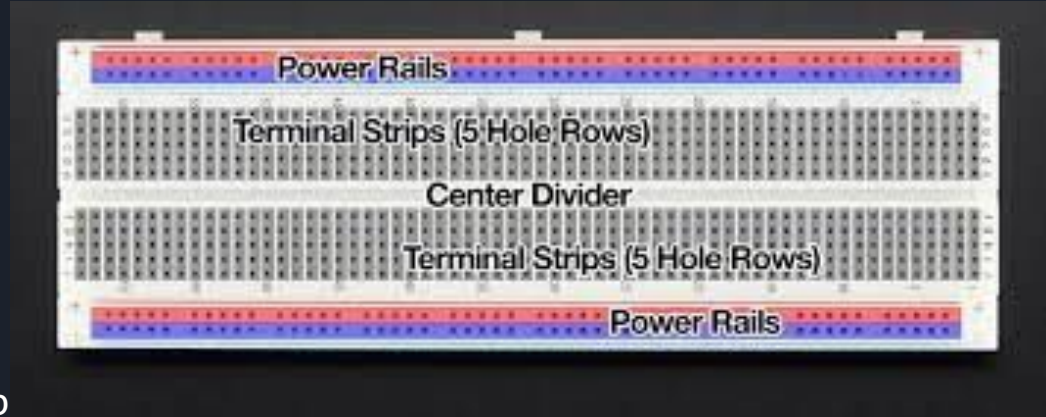 Power Rails
Terminal Strips (5 Hole Rows)
Center Divider
Terminal Strips (5 Hole Rows)
Power Rails